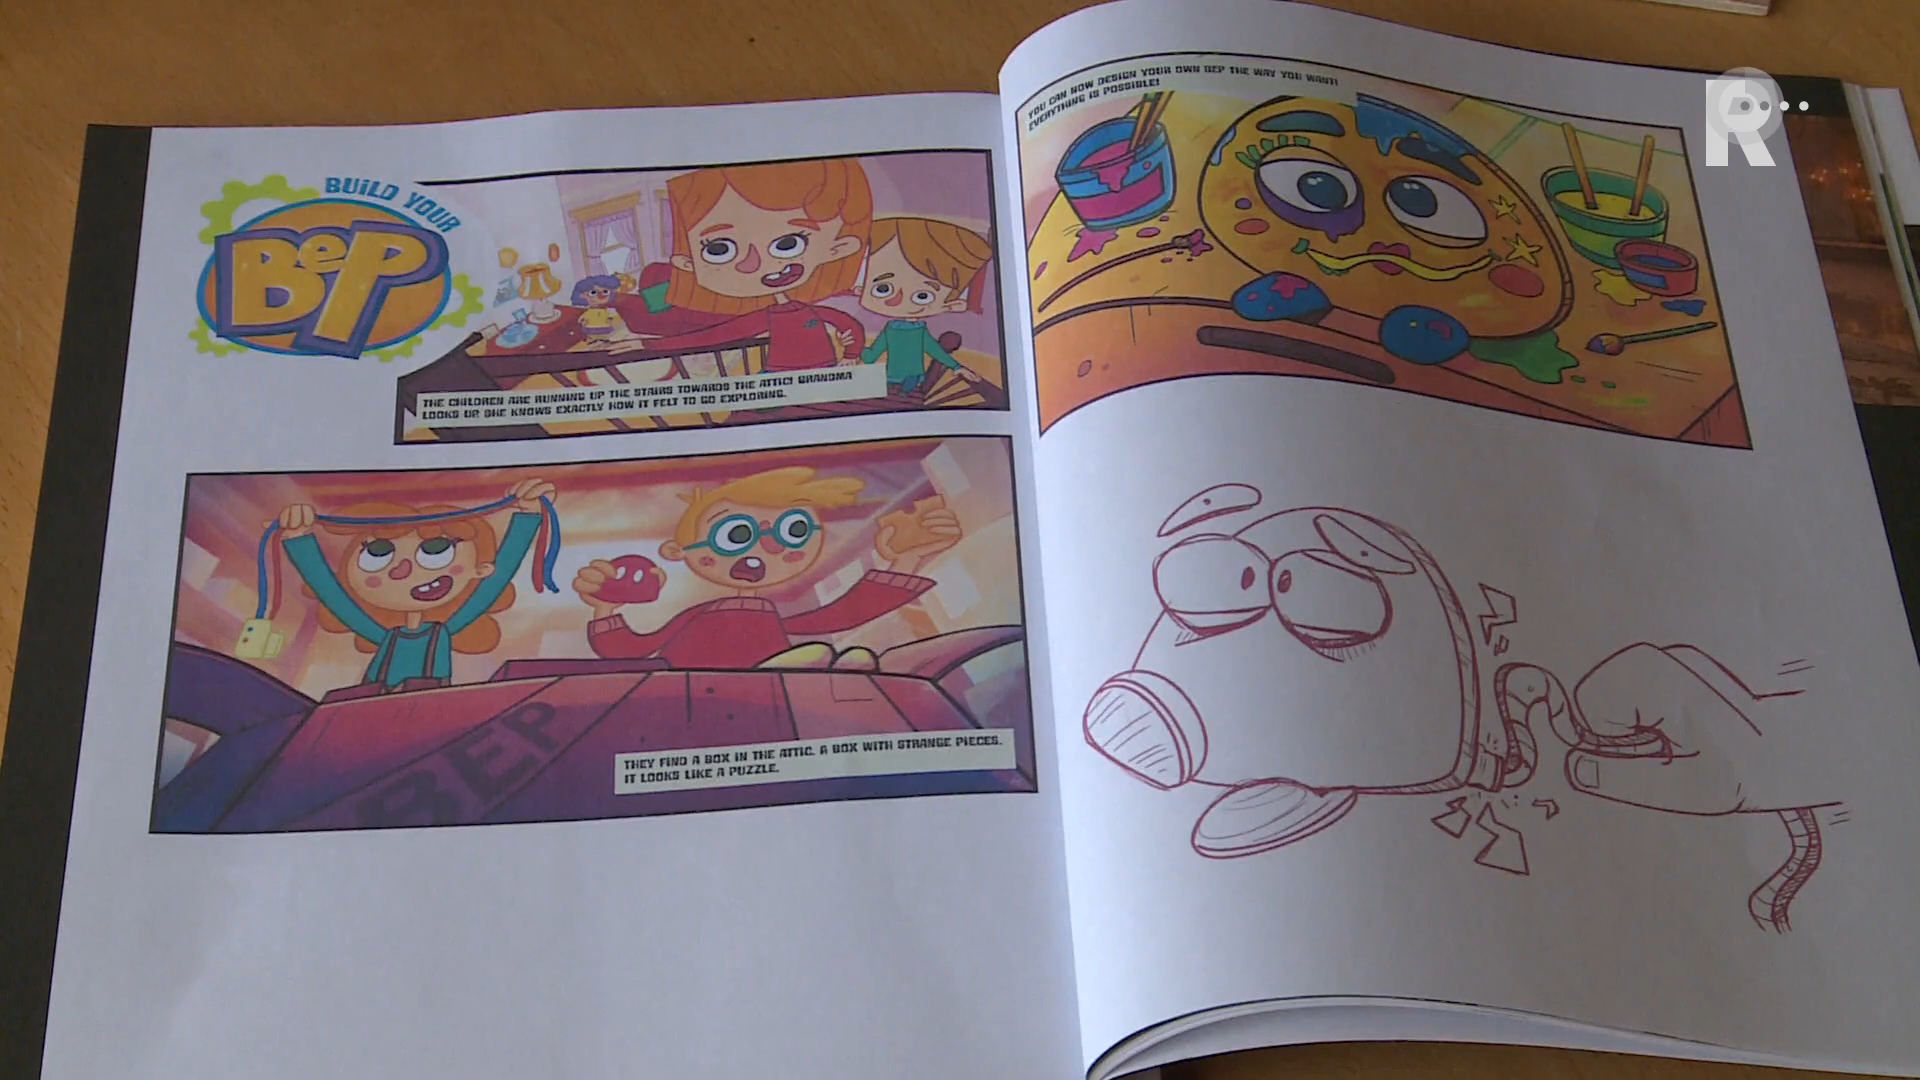 BUILD YOUR
BeP
THE CHILDREN ARE RUNNING UP THE STAIRS TOWARDS THE ATTIC! GRANDMA
LOOKS UP. SHE KNOWS EXACTLY HOW IT FELT TO GO EXPLORING.
BEP
THEY FIND A BOX IN THE ATTIC. A BOX WITH STRANGE PIECES.
IT LOOKS LIKE A PUZZLE.
YOU CAN NOW DESIGN YOUR OWN BEP THE WAY YOU WANT!
EVERYTHING IS POSSIBLE!
R